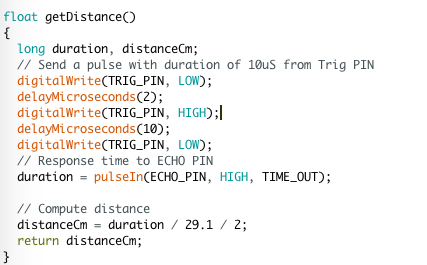 float getDistance()
{
  long duration, distanceCm;
  // Send a pulse with duration of 10uS from Trig PIN
  digitalWrite(TRIG_PIN, LOW);
  delayMicroseconds(2);
  digitalWrite(TRIG_PIN, HIGH);
  delayMicroseconds(10);
  digitalWrite(TRIG_PIN, LOW);
  // Response time to ECHO PIN
  duration = pulseIn(ECHO_PIN, HIGH, TIME_OUT);

  // Compute distance
  distanceCm = duration / 29.1 / 2;
  return distanceCm;
}